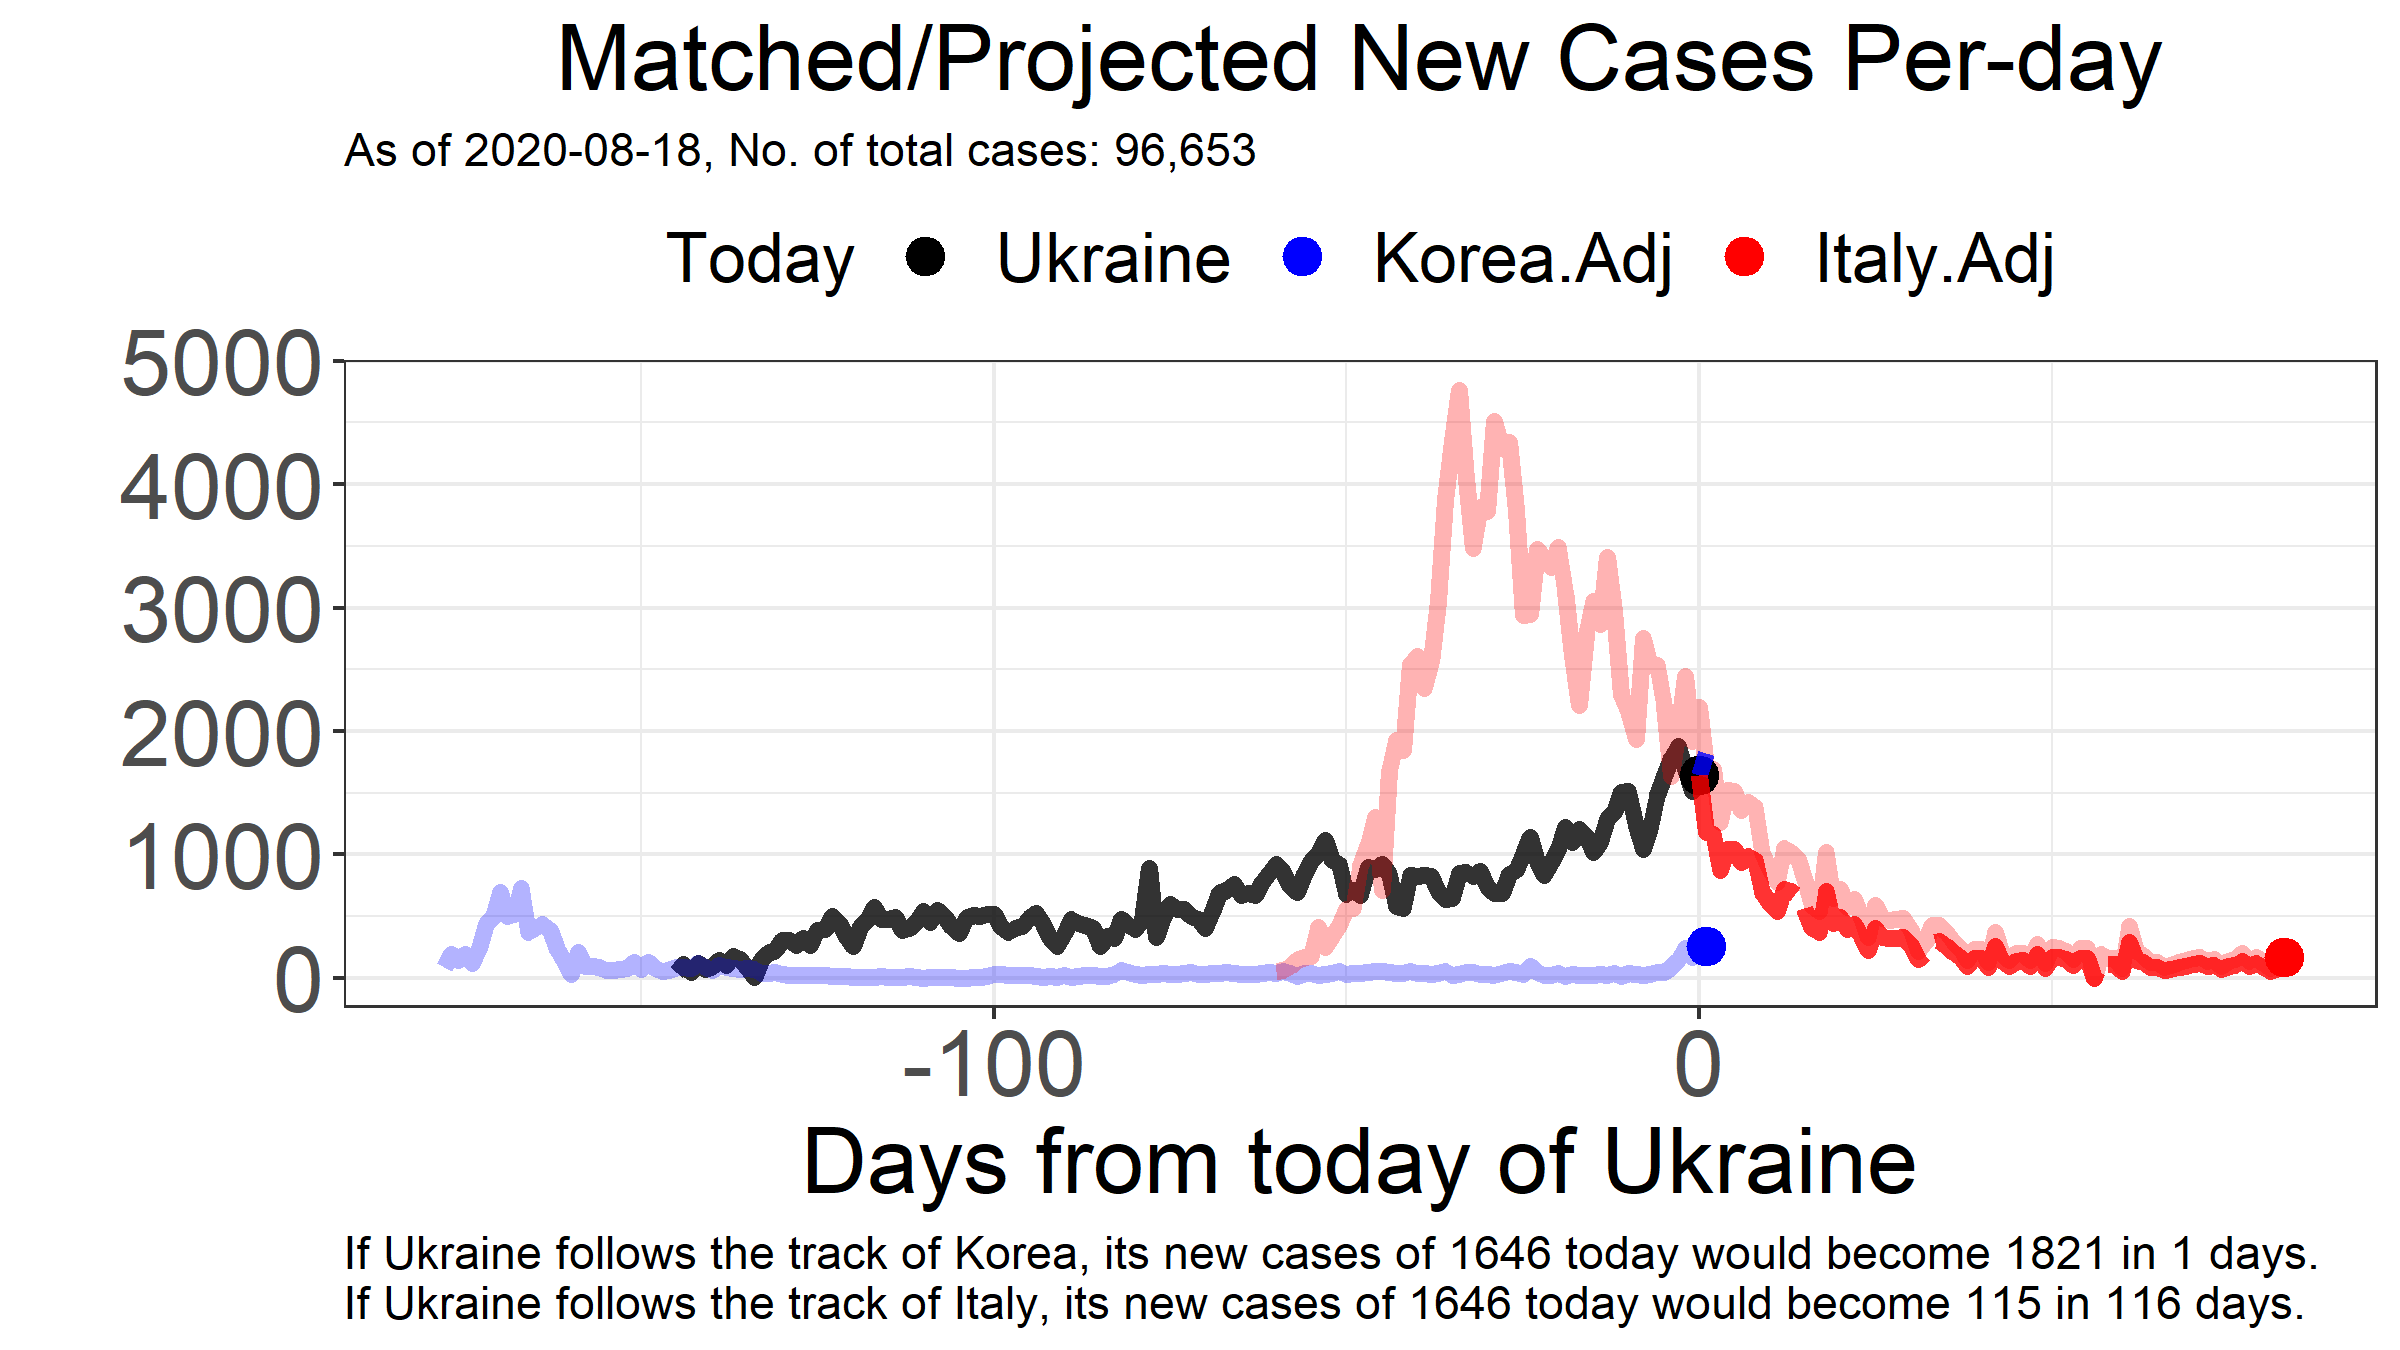 Matched/Projected New Cases Per-day
As of 2020-08-18, No. of total cases: 96,653
Today Ukraine Korea.Adj Italy.Adj
5000
4000
3000
2000
1000
0
-100 0
Days from today of Ukraine
If Ukraine follows the track of Korea, its new cases of 1646 today would become 1821 in 1 days.
If Ukraine follows the track of Italy, its new cases of 1646 today would become 115 in 116 days.